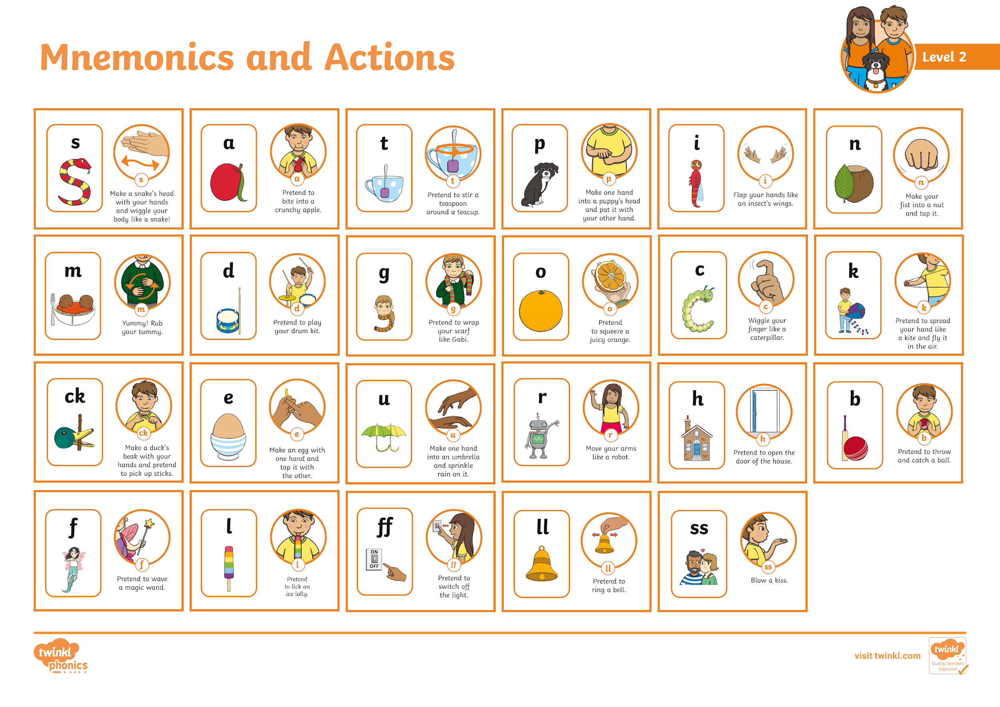 Mnemonics and Actions
Level 2
s
s
Make a snake's head
with your hands
and wiggle your
body like a snake!
a
a
Pretend to
bite into a
crunchy apple.
t
t
Pretend to stir a
teaspoon
around a teacup.
p
p
Make one hand
into a puppy's head
and pat it with
your other hand.
i
i
Flap your hands like
an insect's wings.
n
n
Make your
fist into a nut
and tap it.
m
m
Yummy! Rub
your tummy.
d
d
Pretend to play
your drum kit.
g
g
Pretend to wrap
your scarf
like Gabi.
o
o
Pretend
to squeeze a
juicy orange.
c
c
Wiggle your
finger like a
caterpillar.
k
k
Pretend to spread
your hand like
a kite and fly it
in the air.
ck
ck
Make a duck's
beak with your
hands and pretend
to pick up sticks.
e
e
Make an egg with
one hand and
tap it with
the other.
u
u
Make one hand
into an umbrella
and sprinkle
rain on it.
r
r
Move your arms
like a robot.
h
h
Pretend to open the
door of the house.
b
b
Pretend to throw
and catch a ball.
f
f
Pretend to wave
a magic wand.
l
l
Pretend
to lick an
ice lolly.
ff
ON
OFF
ff
Pretend to
switch off
the light.
ll
ll
Pretend to
ring a bell.
ss
ss
Blow a kiss.
twinkl
phonics
visit twinkl.com
twinkl
Quality Standard
Approved